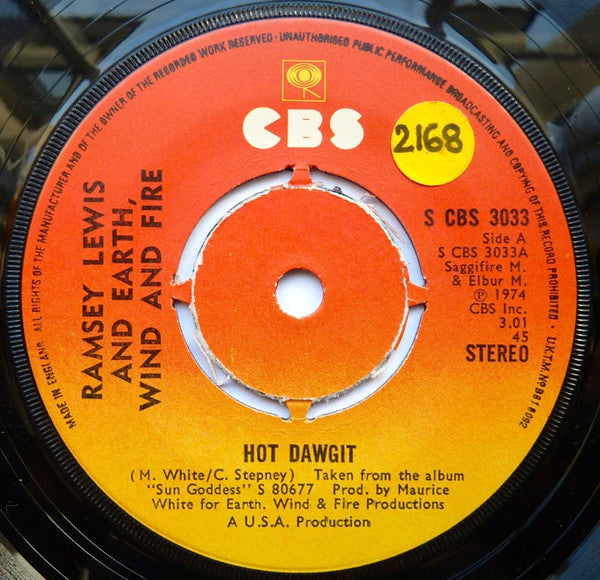 MADE IN ENGLAND. ALL RIGHTS OF THE MANUFACTURER AND OF THE OWNER OF THE RECORDED WORK RESERVED · UNAUTHORISED PUBLIC PERFORMANCE BROADCASTING AND COPYING OF THIS RECORD PROHIBITED · U.K.T.M. Nº B618092
CBS
2168
RAMSEY LEWIS
AND EARTH,
WIND AND FIRE
S CBS 3033
Side A
S CBS 3033A
Saggifire M.
& Elbur M.
Ⓟ 1974
CBS Inc.
3.01
45
STEREO
HOT DAWGIT
(M. White/C. Stepney) Taken from the album
"Sun Goddess" S 80677 Prod. by Maurice
White for Earth, Wind & Fire Productions
A U.S.A. Production